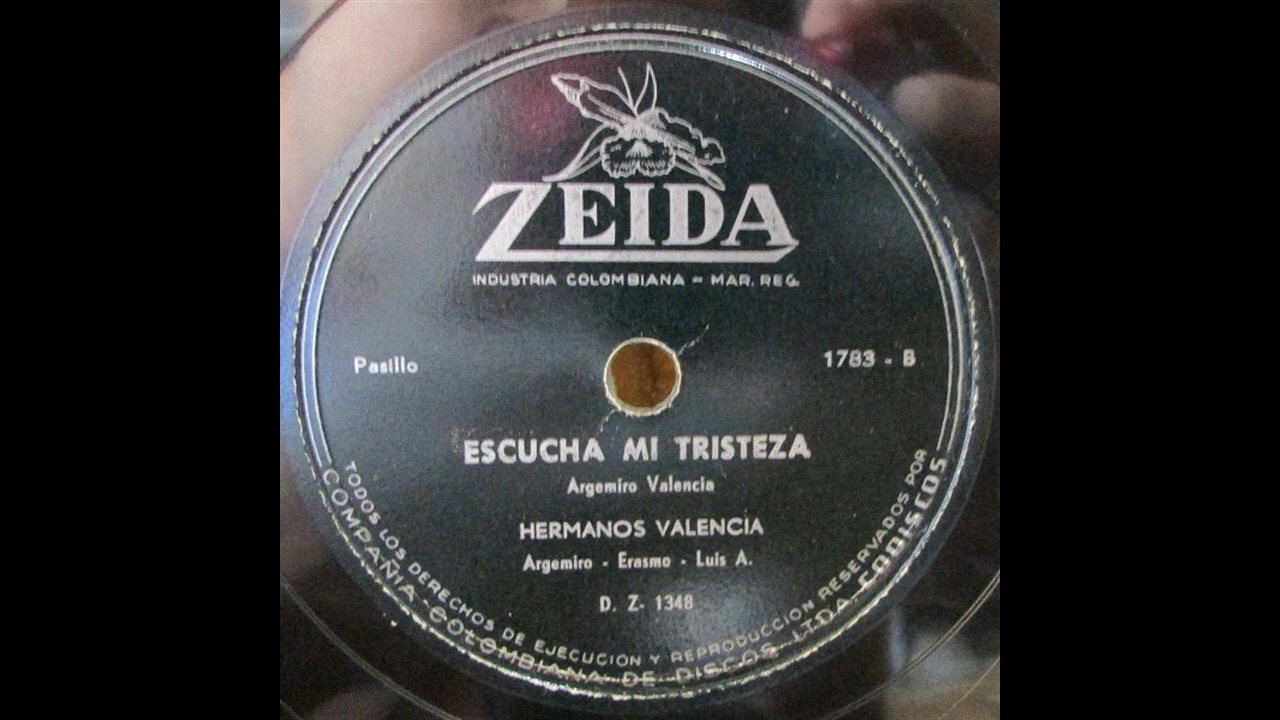 ZEIDA
INDUSTRIA COLOMBIANA - MAR. REG.
Pasillo
1783 - B
ESCUCHA MI TRISTEZA
Argemiro Valencia
HERMANOS VALENCIA
Argemiro - Erasmo - Luis A.
D. Z- 1348
TODOS LOS DERECHOS DE EJECUCION Y REPRODUCCION RESERVADOS POR
COMPAÑIA COLOMBIANA DE DISCOS LTDA. CODISCOS